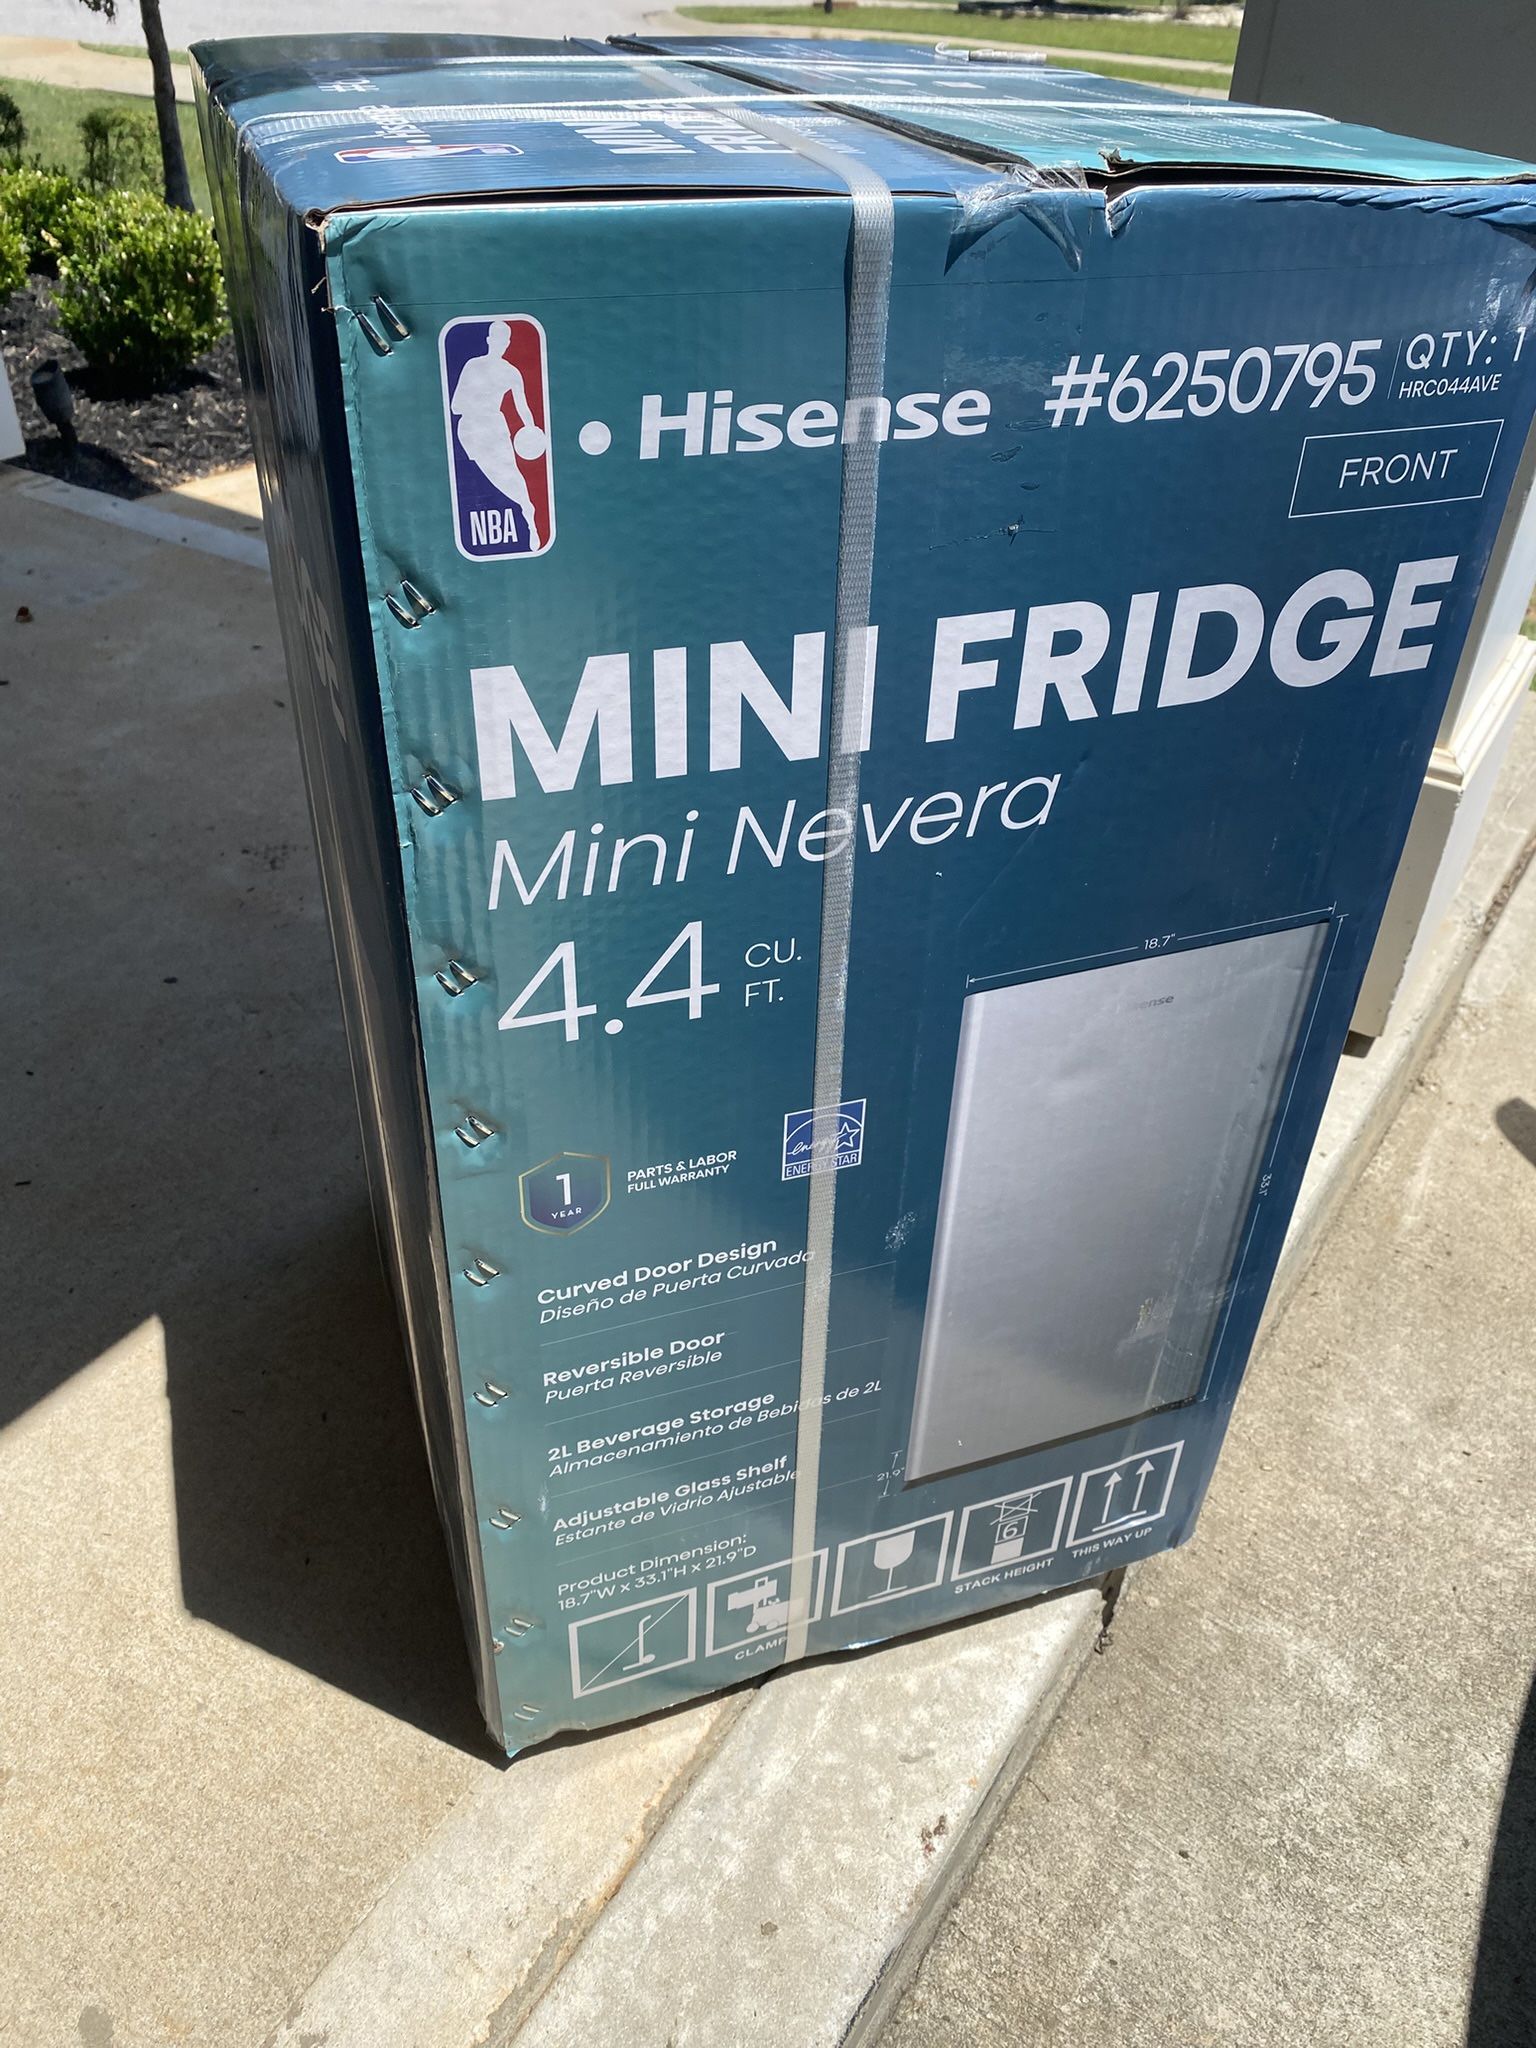 MINI
NBA
• Hisense
#6250795
QTY: 1
HRC044AVE
FRONT
MINI FRIDGE
Mini Nevera
4.4 CU.
FT.
18.7"
33.1"
21.9"
1
YEAR
PARTS & LABOR
FULL WARRANTY
energy
ENERGY STAR
Curved Door Design
Diseño de Puerta Curvada
Reversible Door
Puerta Reversible
2L Beverage Storage
Almacenamiento de Bebidas de 2L
Adjustable Glass Shelf
Estante de Vidrio Ajustable
Product Dimension:
18.7"W x 33.1"H x 21.9"D
CLAMP
6
STACK HEIGHT
THIS WAY UP